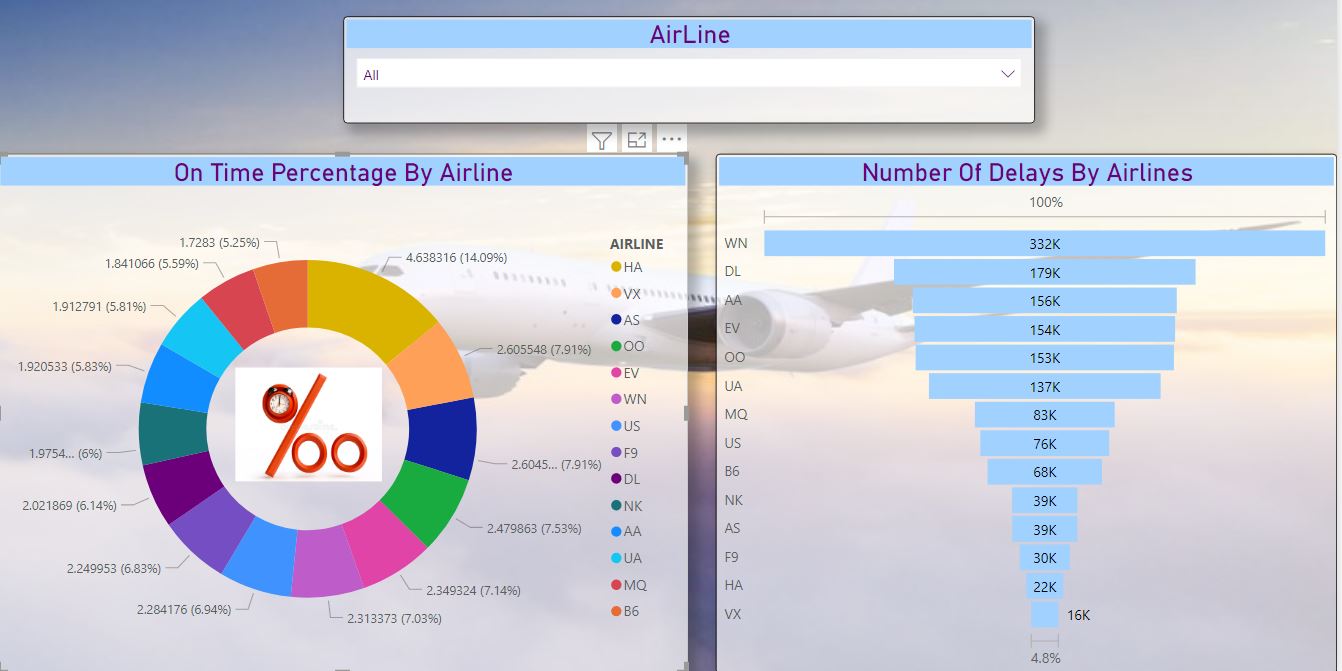 AirLine
All
On Time Percentage By Airline
1.7283 (5.25%)
4.638316 (14.09%)
1.841066 (5.59%)
1.912791 (5.81%)
2.605548 (7.91%)
1.920533 (5.83%)
1.9754... (6%)
2.6045... (7.91%)
2.021869 (6.14%)
2.479863 (7.53%)
2.249953 (6.83%)
2.349324 (7.14%)
2.284176 (6.94%)
2.313373 (7.03%)
AIRLINE
HA
VX
AS
OO
EV
WN
US
F9
DL
NK
AA
UA
MQ
B6
Number Of Delays By Airlines
100%
WN 332K
DL 179K
AA 156K
EV 154K
OO 153K
UA 137K
MQ 83K
US 76K
B6 68K
NK 39K
AS 39K
F9 30K
HA 22K
VX 16K
4.8%